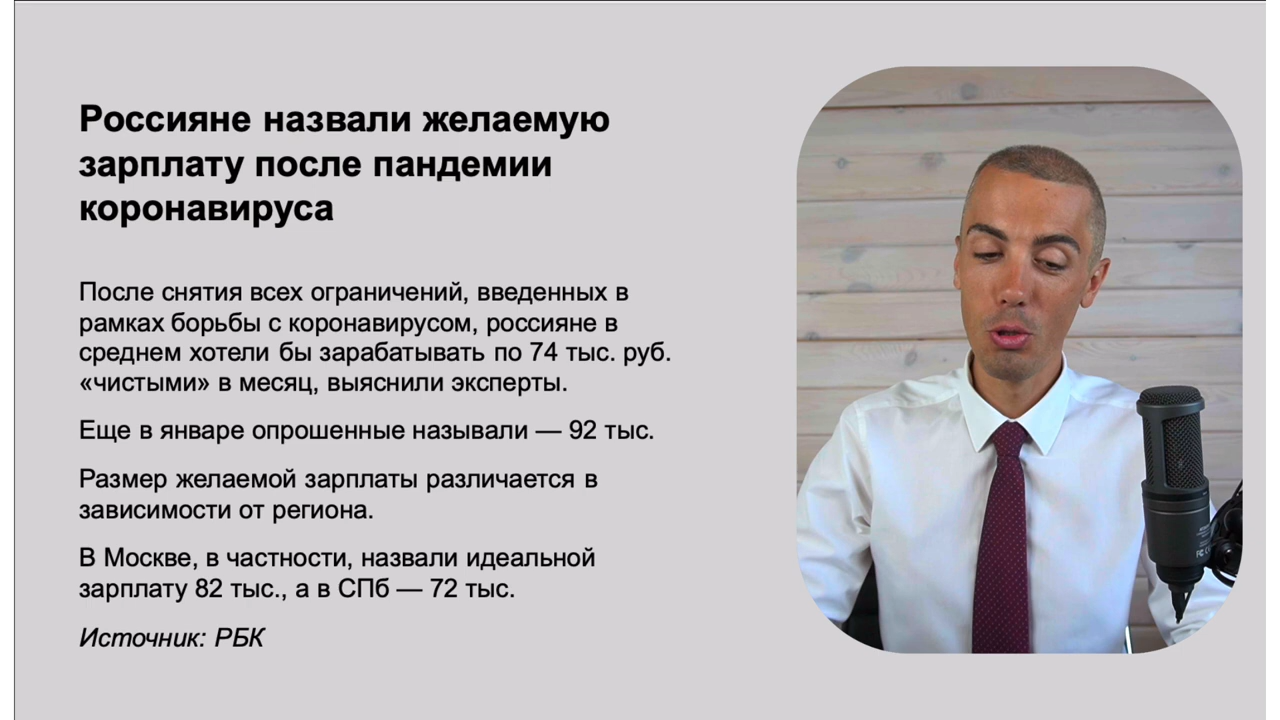 Россияне назвали желаемую
зарплату после пандемии
коронавируса
После снятия всех ограничений, введенных в
рамках борьбы с коронавирусом, россияне в
среднем хотели бы зарабатывать по 74 тыс. руб.
«чистыми» в месяц, выяснили эксперты.
Еще в январе опрошенные называли — 92 тыс.
Размер желаемой зарплаты различается в
зависимости от региона.
В Москве, в частности, назвали идеальной
зарплату 82 тыс., а в СПб — 72 тыс.
Источник: РБК